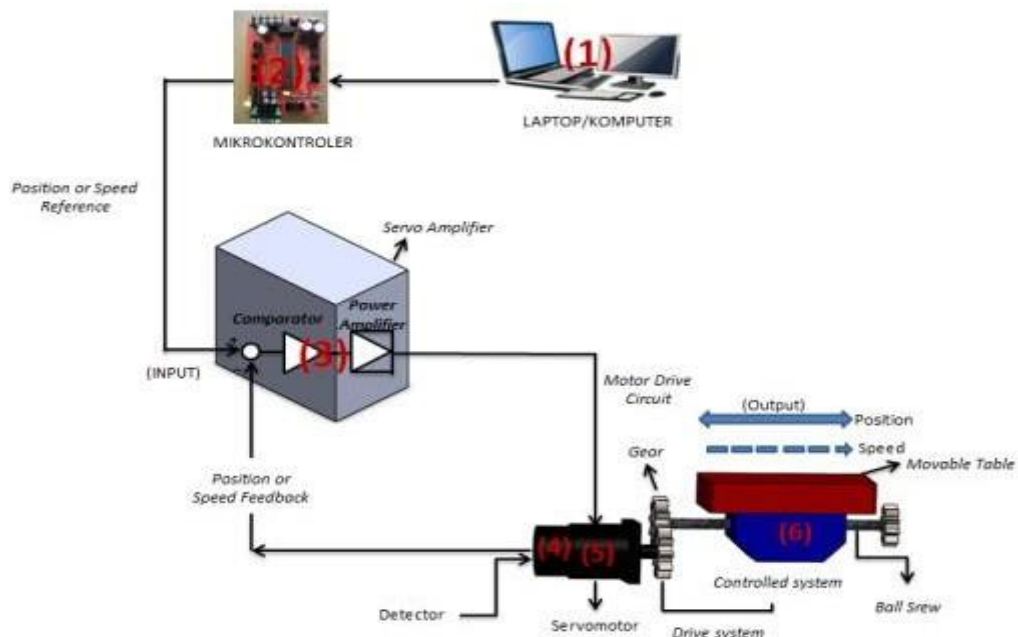 (1)
(2)
LAPTOP/KOMPUTER
MIKROKONTROLER
Position or Speed
Reference
Servo Amplifier
Power
Amplifier
Comparator
(3)
+
-
(INPUT)
Motor Drive
Circuit
(Output)
Position
Speed
Gear
Movable Table
Position or
Speed Feedback
(4)
(5)
(6)
Controlled system
Ball Srew
Detector
Servomotor
Drive system